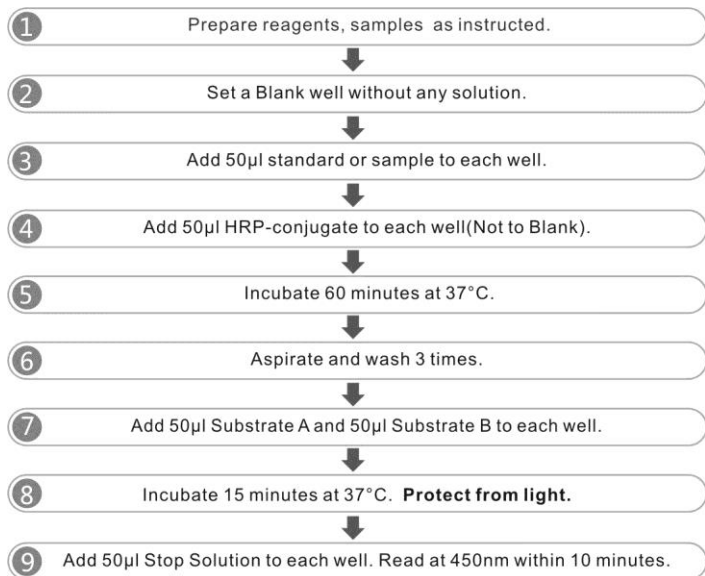 1 Prepare reagents, samples as instructed.
2 Set a Blank well without any solution.
3 Add 50μl standard or sample to each well.
4 Add 50μl HRP-conjugate to each well(Not to Blank).
5 Incubate 60 minutes at 37°C.
6 Aspirate and wash 3 times.
7 Add 50μl Substrate A and 50μl Substrate B to each well.
8 Incubate 15 minutes at 37°C. Protect from light.
9 Add 50μl Stop Solution to each well. Read at 450nm within 10 minutes.